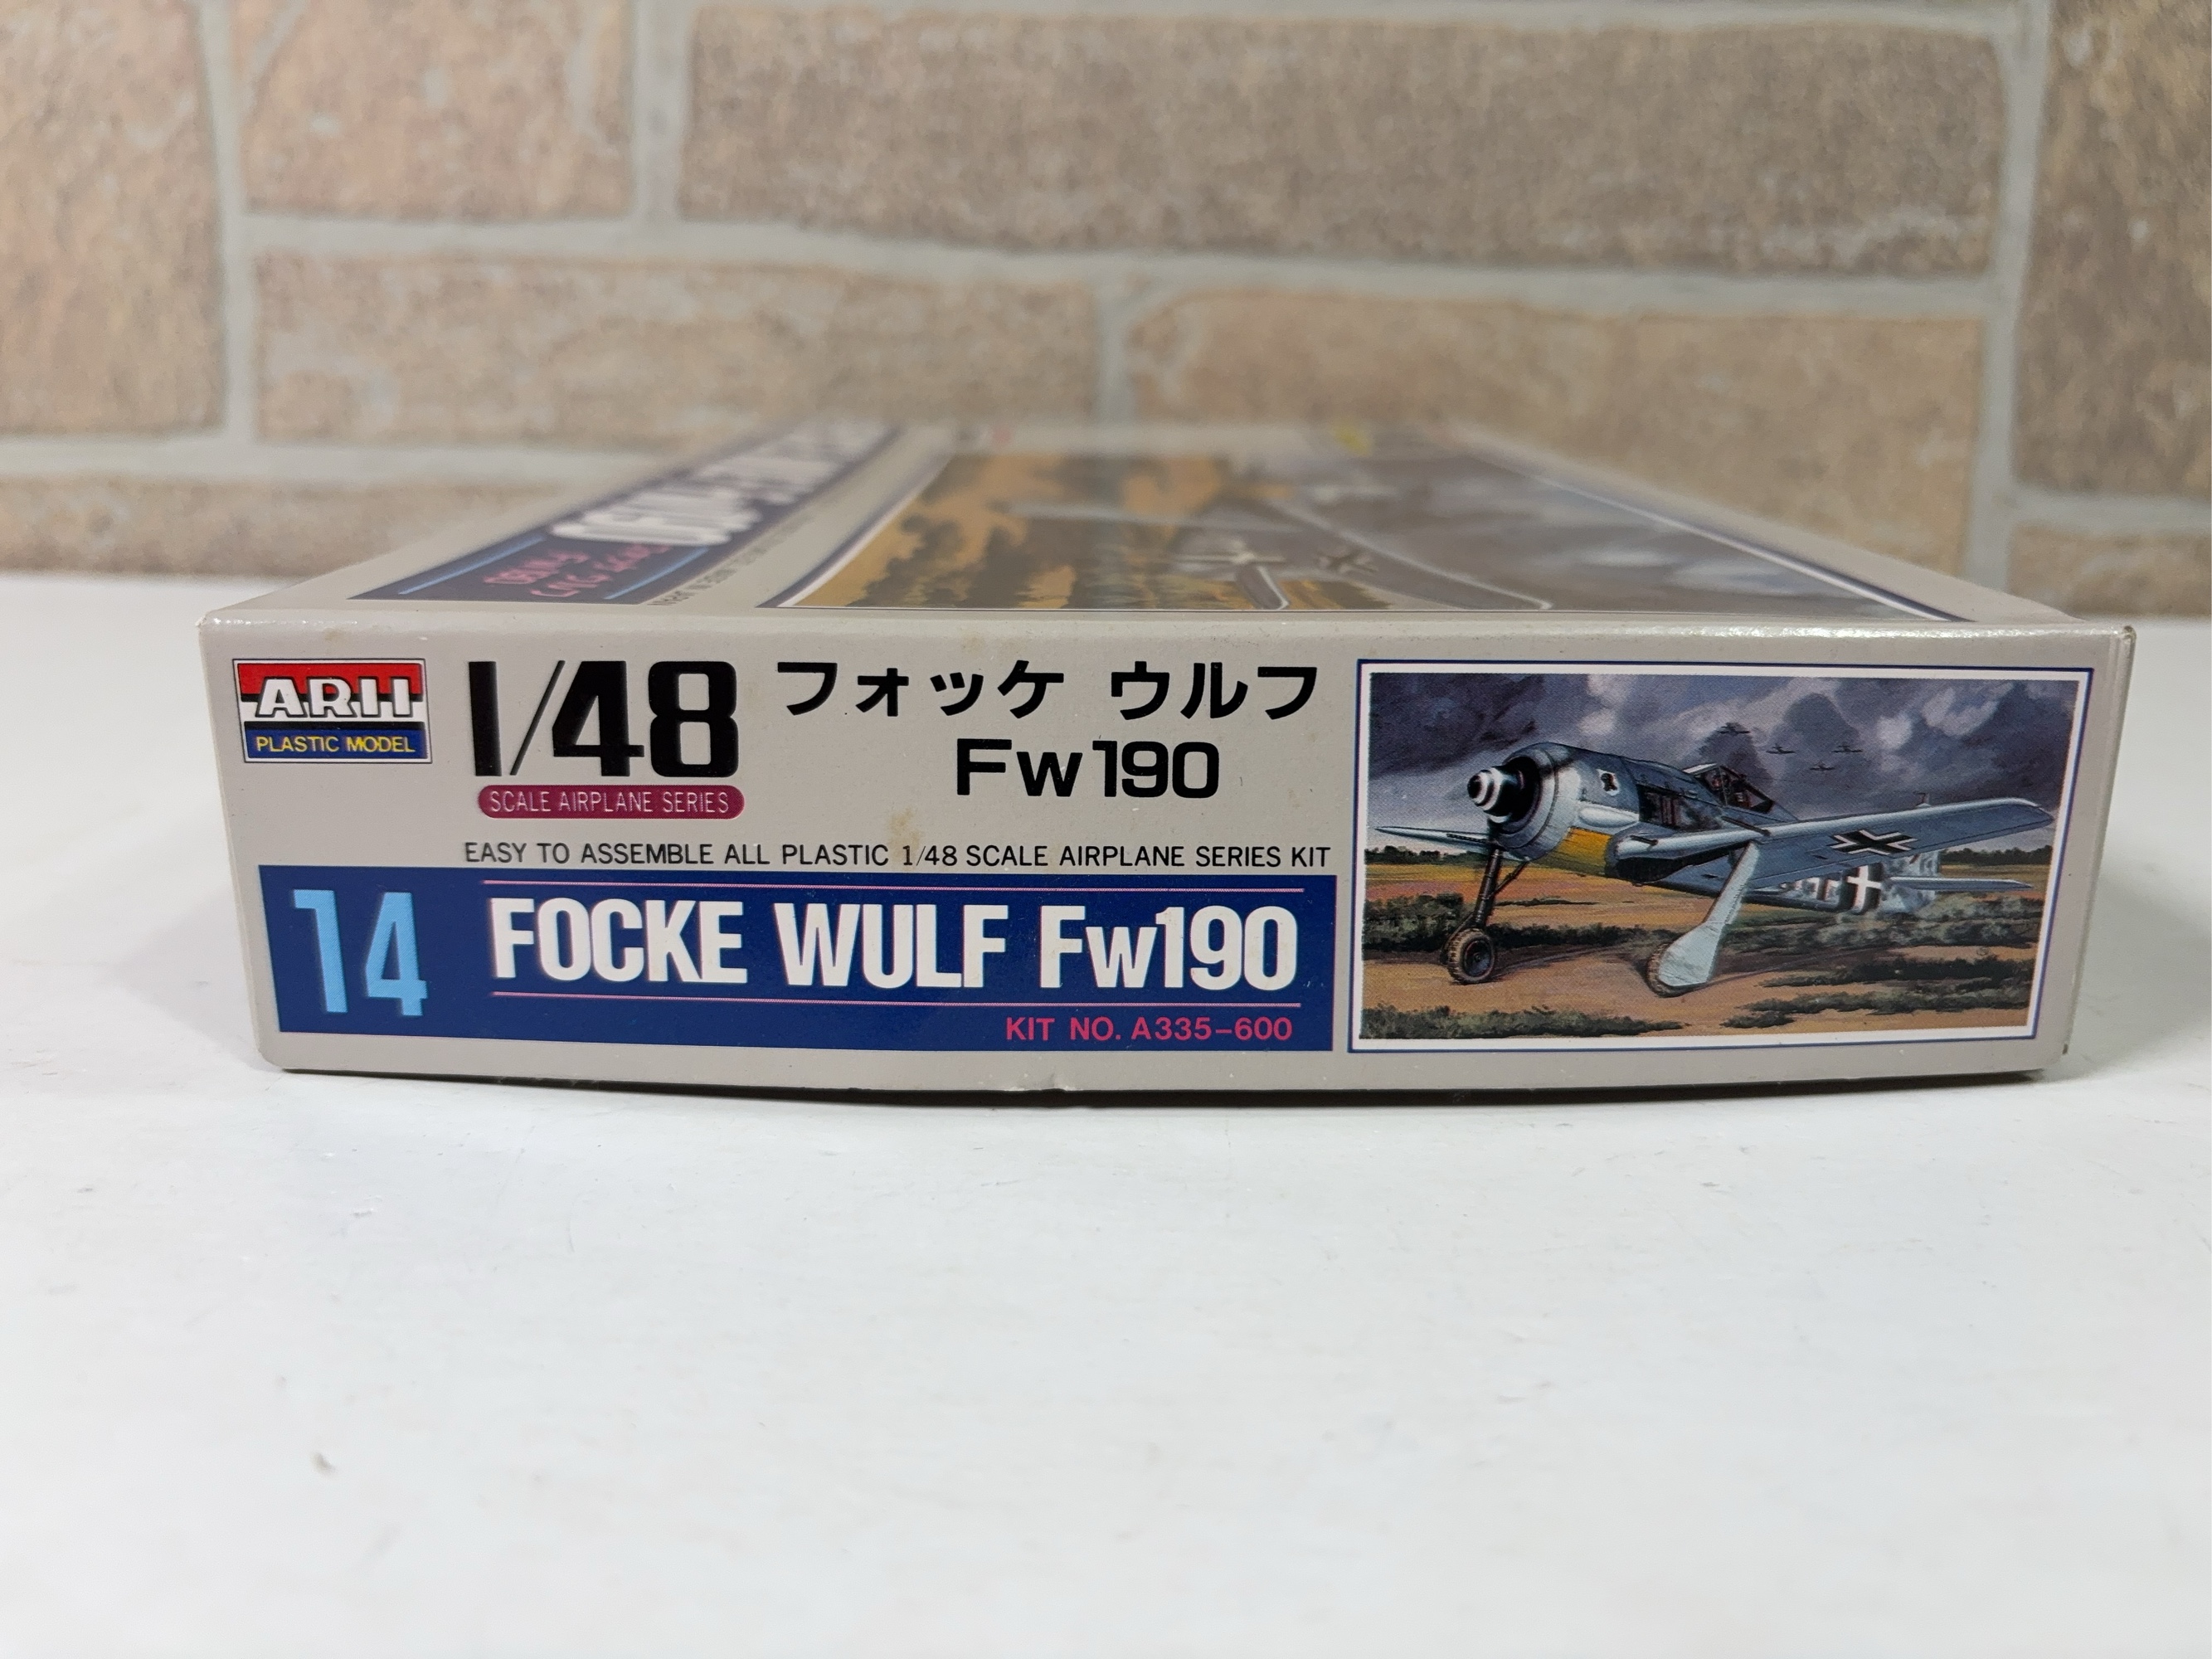 ARII
PLASTIC MODEL
1/48
SCALE AIRPLANE SERIES
フォッケ ウルフ
Fw190
EASY TO ASSEMBLE ALL PLASTIC 1/48 SCALE AIRPLANE SERIES KIT
14
FOCKE WULF Fw190
KIT NO. A335-600